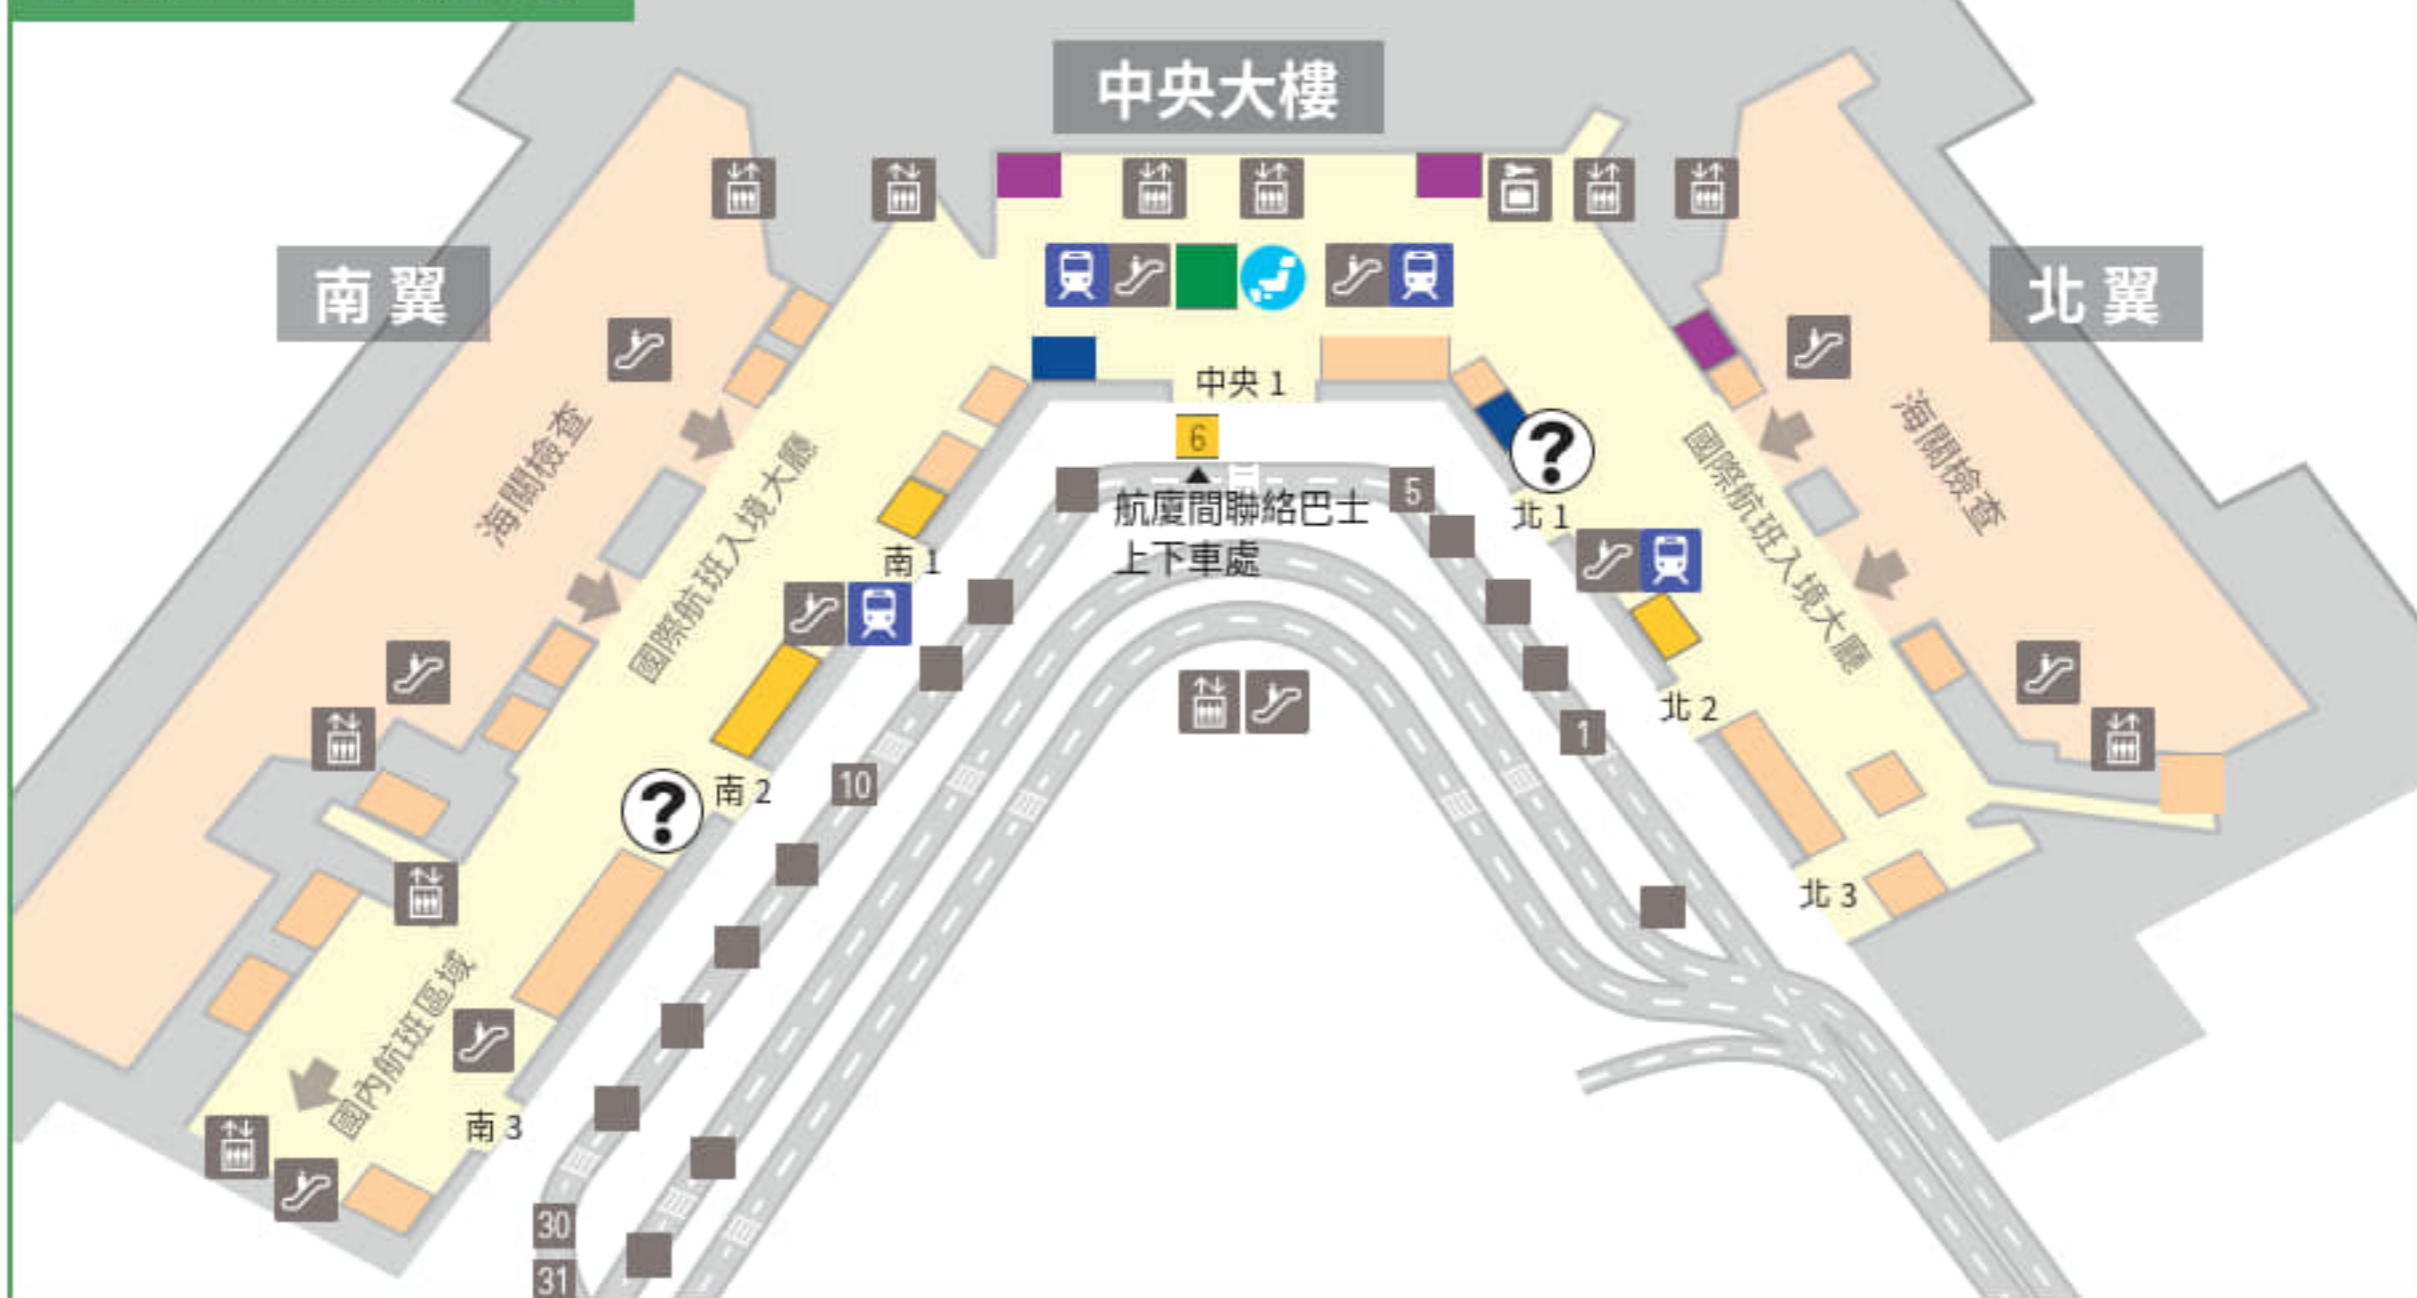 中央大樓
南翼
北翼
海關檢查
國際航班入境大廳
中央 1
6
航廈間聯絡巴士
上下車處
5
?
北 1
國際航班入境大廳
海關檢查
南 1
北 2
1
10
南 2
?
北 3
國內航班區域
南 3
30
31